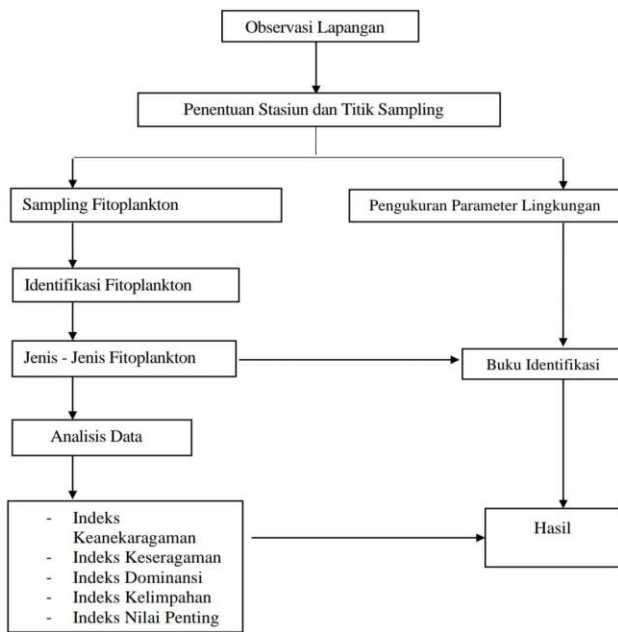 Observasi Lapangan
Penentuan Stasiun dan Titik Sampling
Sampling Fitoplankton
Pengukuran Parameter Lingkungan
Identifikasi Fitoplankton
Jenis - Jenis Fitoplankton
Buku Identifikasi
Analisis Data
- Indeks
Keanekaragaman
- Indeks Keseragaman
- Indeks Dominansi
- Indeks Kelimpahan
- Indeks Nilai Penting
Hasil